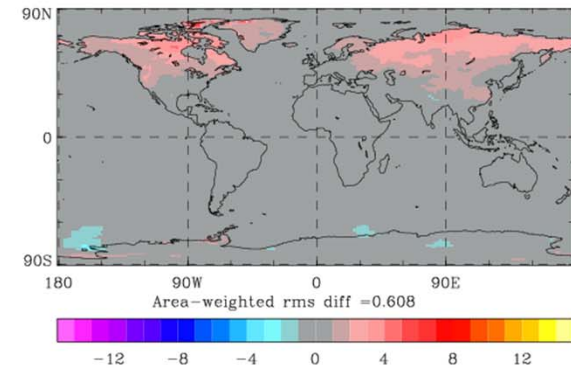 90N
0
90S
180 90W 0 90E
Area-weighted rms diff =0.608
−12 −8 −4 0 4 8 12